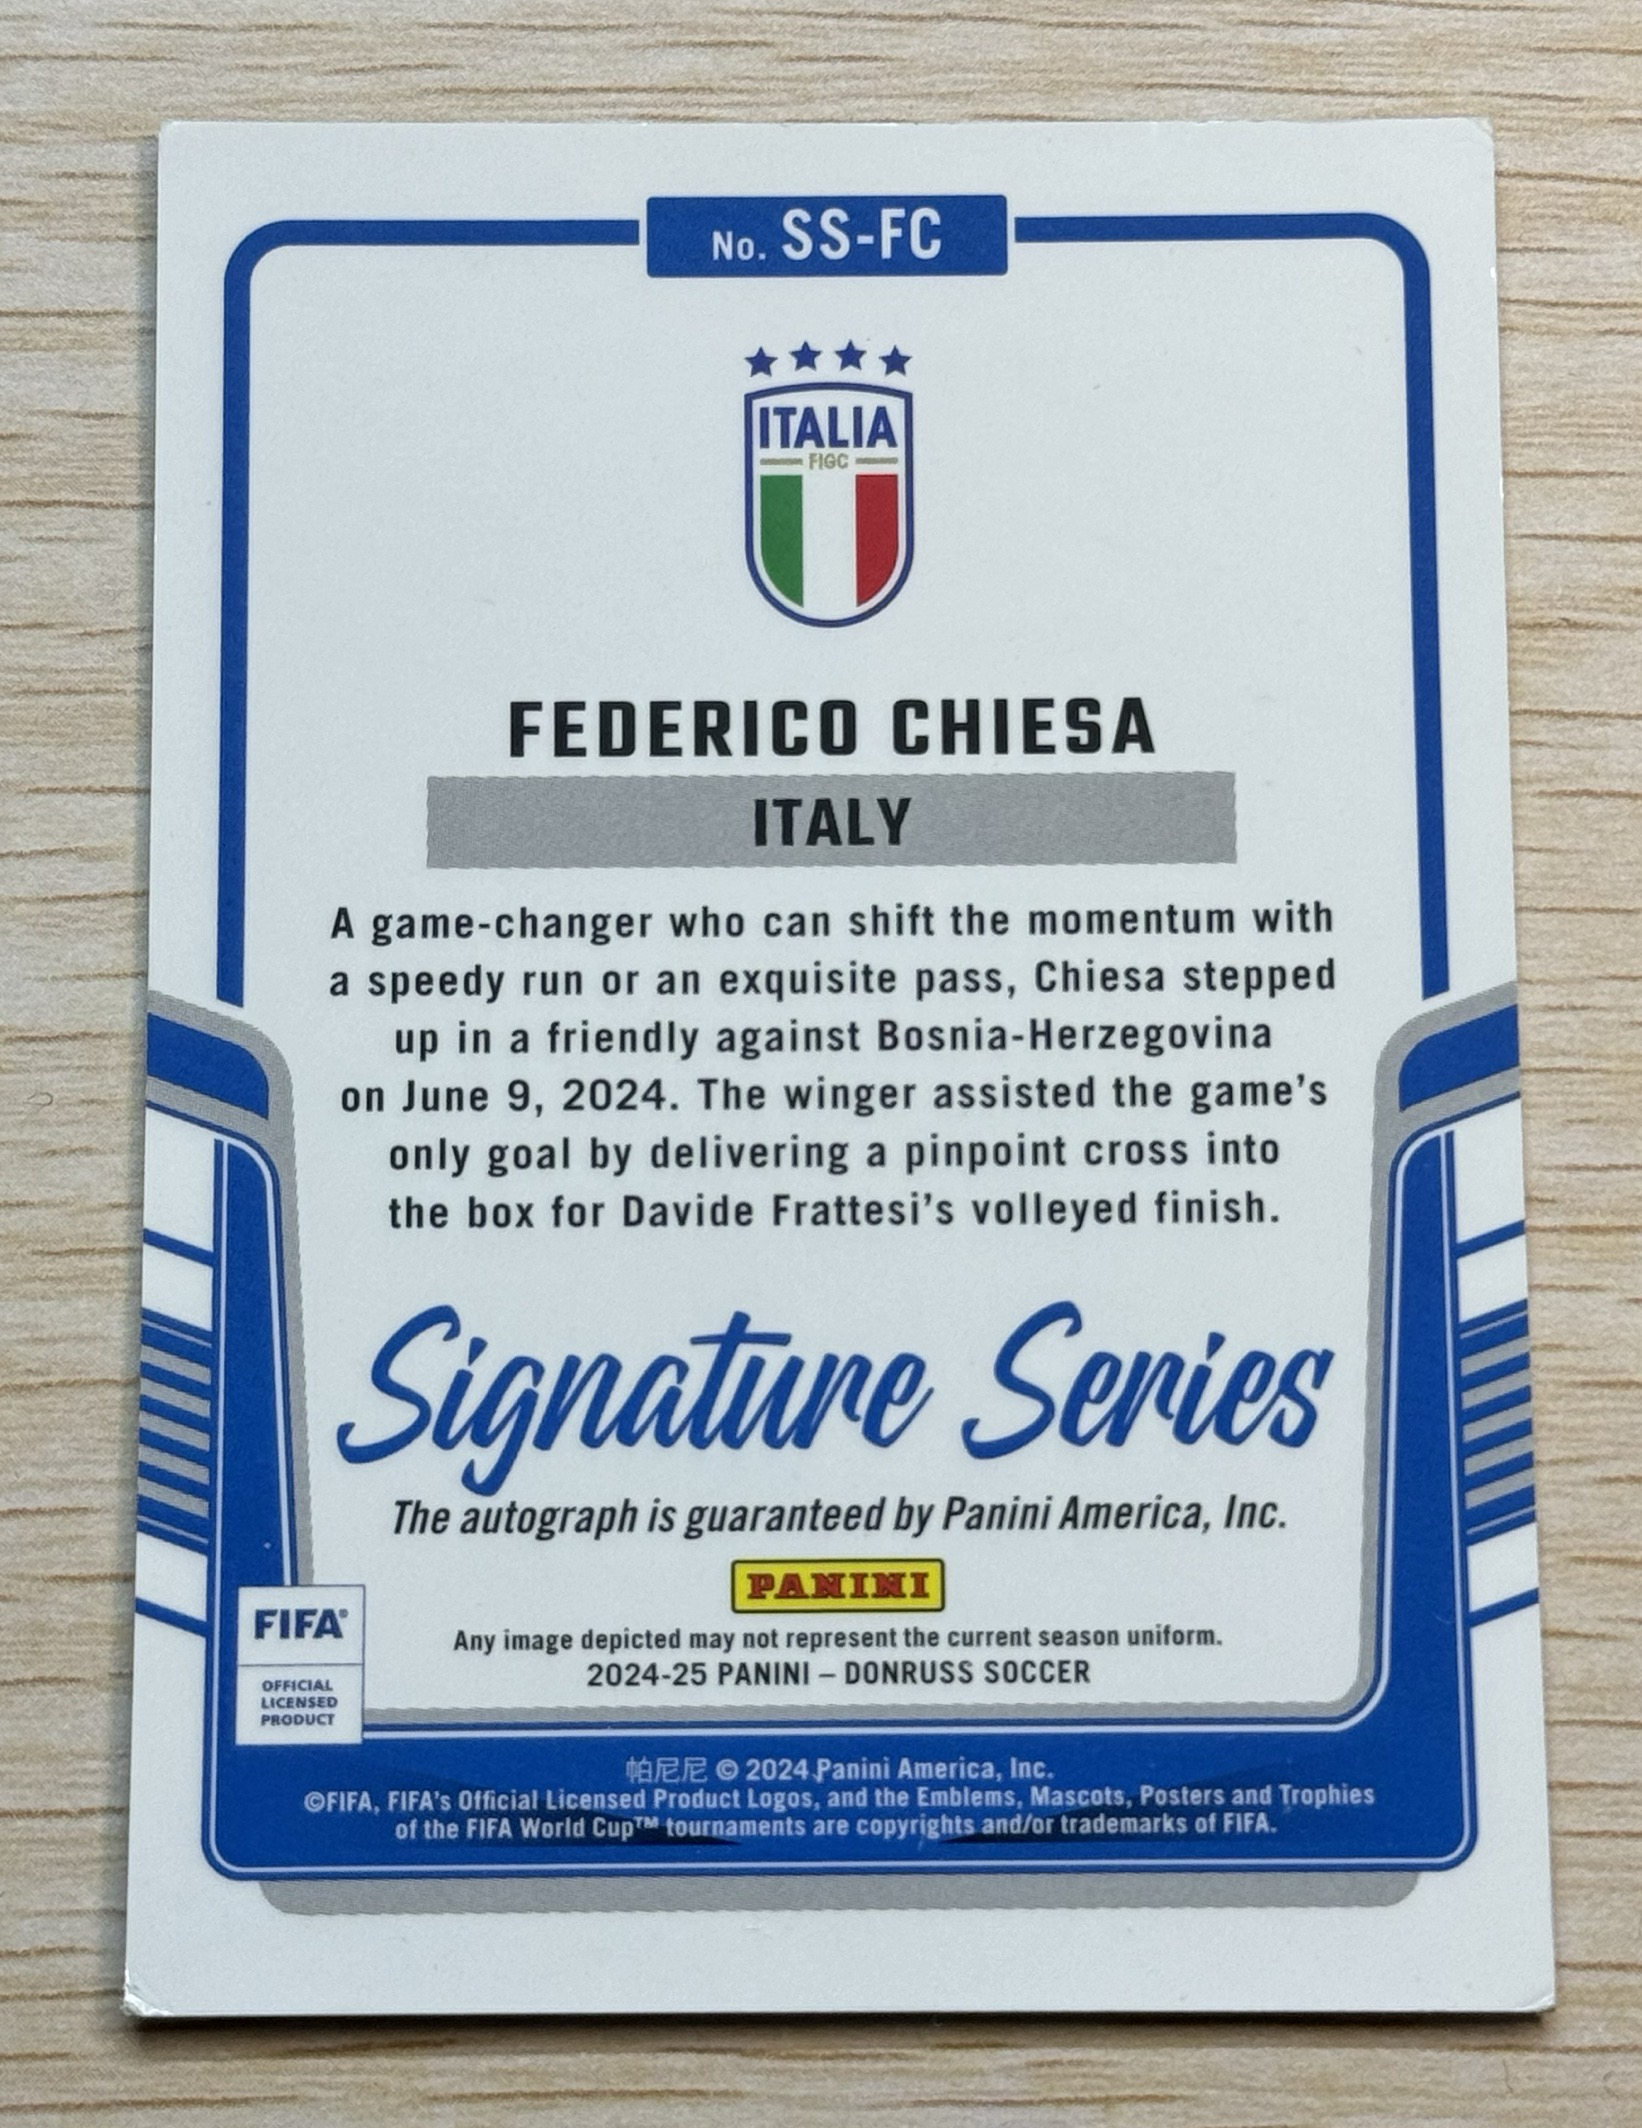 No. SS-FC
ITALIA
FIGC
FEDERICO CHIESA
ITALY
A game-changer who can shift the momentum with
a speedy run or an exquisite pass, Chiesa stepped
up in a friendly against Bosnia-Herzegovina
on June 9, 2024. The winger assisted the game's
only goal by delivering a pinpoint cross into
the box for Davide Frattesi's volleyed finish.
Signature Series
The autograph is guaranteed by Panini America, Inc.
PANINI
Any image depicted may not represent the current season uniform.
2024-25 PANINI – DONRUSS SOCCER
FIFA®
OFFICIAL
LICENSED
PRODUCT
帕尼尼 © 2024 Panini America, Inc.
©FIFA, FIFA's Official Licensed Product Logos, and the Emblems, Mascots, Posters and Trophies
of the FIFA World Cup™ tournaments are copyrights and/or trademarks of FIFA.